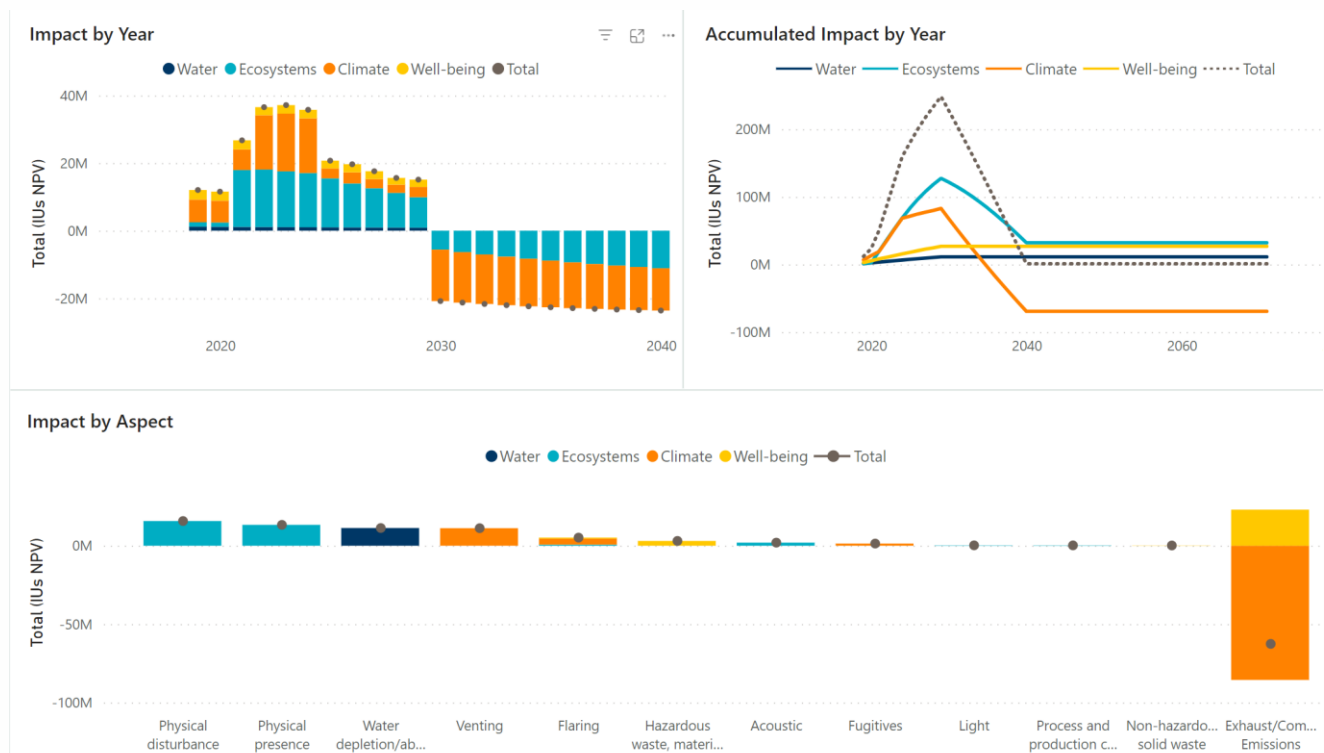 Impact by Year
Water Ecosystems Climate Well-being Total
Total (IUs NPV)
40M
20M
0M
-20M
2020 2030 2040
Accumulated Impact by Year
Water Ecosystems Climate Well-being Total
Total (IUs NPV)
200M
100M
0M
-100M
2020 2040 2060
Impact by Aspect
Water Ecosystems Climate Well-being Total
Total (IUs NPV)
0M
-50M
-100M
Physical
disturbance
Physical
presence
Water
depletion/ab...
Venting
Flaring
Hazardous
waste, materi...
Acoustic
Fugitives
Light
Process and
production c...
Non-hazardo...
solid waste
Exhaust/Com...
Emissions